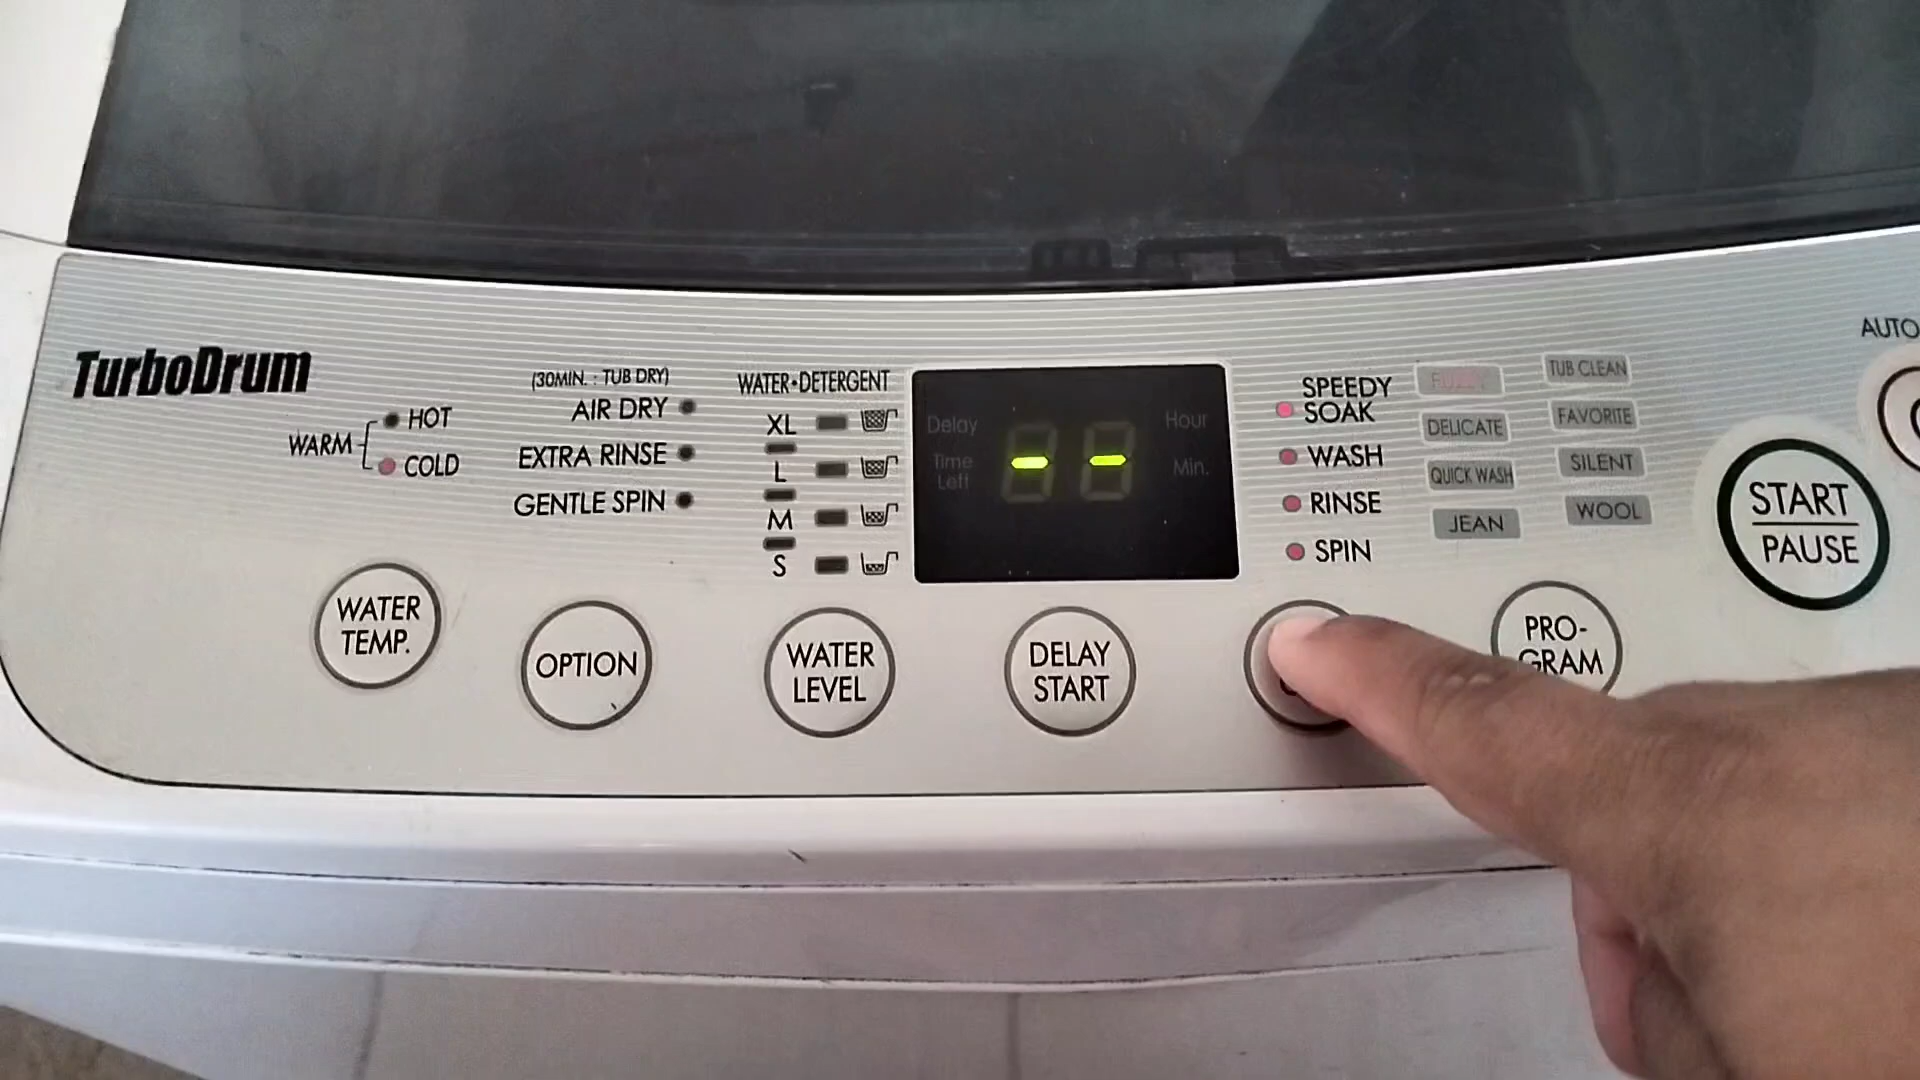 TurboDrum
HOT
WARM
COLD
(30MIN. : TUB DRY)
AIR DRY
EXTRA RINSE
GENTLE SPIN
WATER•DETERGENT
XL
L
M
S
Delay
Time
Left
--
Hour
Min.
SPEEDY
SOAK
WASH
RINSE
SPIN
FUZZY
DELICATE
QUICK WASH
JEAN
TUB CLEAN
FAVORITE
SILENT
WOOL
AUTO
START
PAUSE
WATER
TEMP.
OPTION
WATER
LEVEL
DELAY
START
PRO-
GRAM